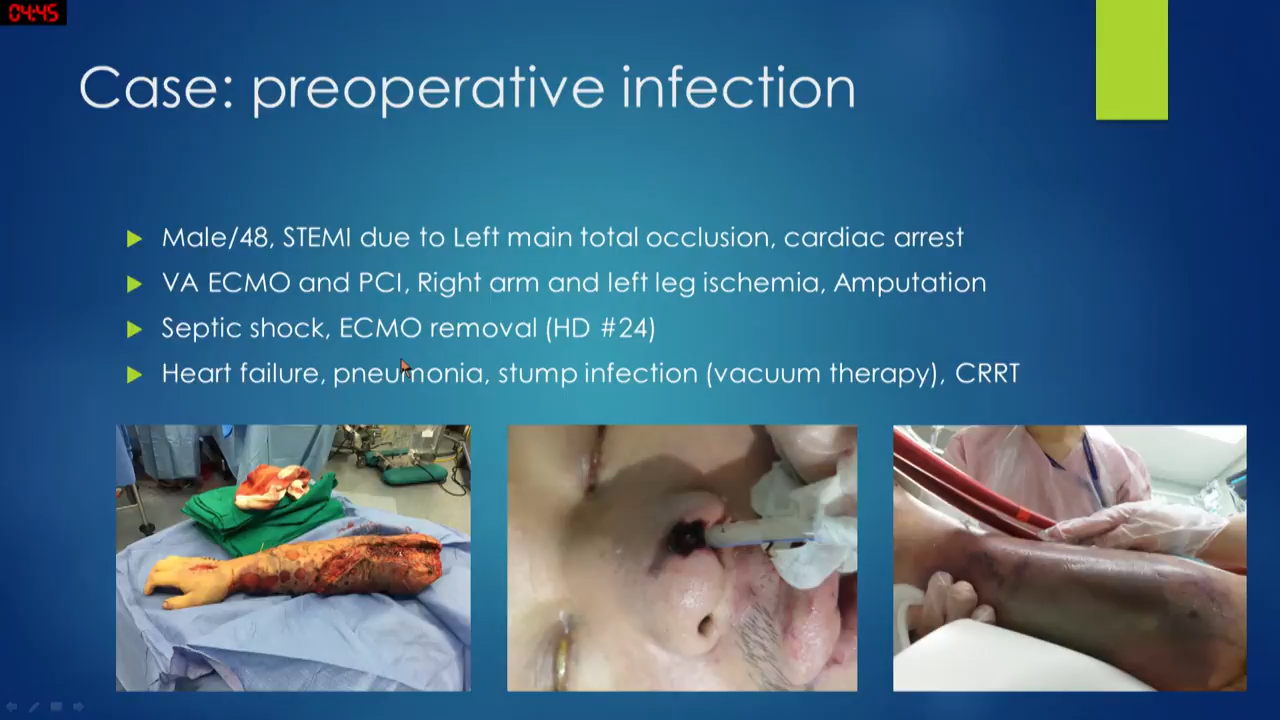 04:45
Case: preoperative infection
Male/48, STEMI due to Left main total occlusion, cardiac arrest
VA ECMO and PCI, Right arm and left leg ischemia, Amputation
Septic shock, ECMO removal (HD #24)
Heart failure, pneumonia, stump infection (vacuum therapy), CRRT